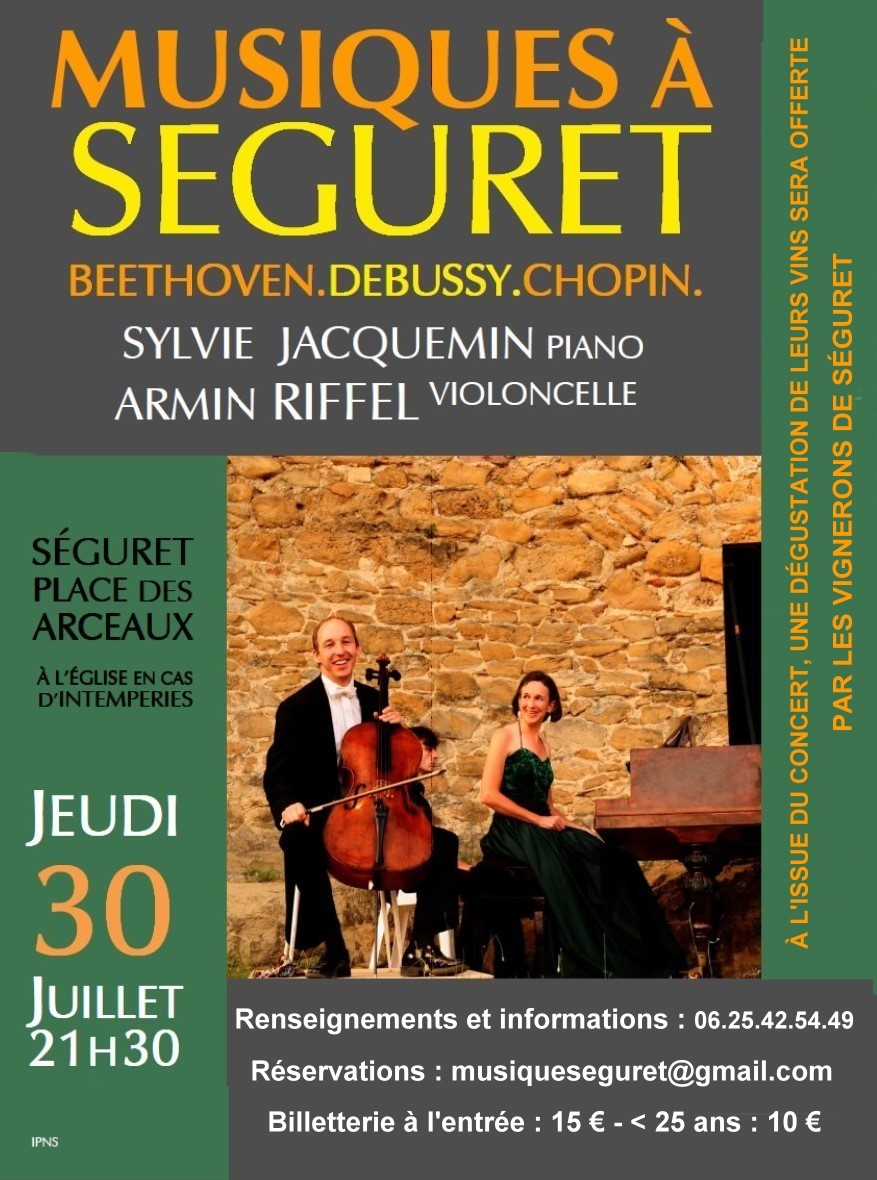 MUSIQUES À
SEGURET
BEETHOVEN.DEBUSSY.CHOPIN.
SYLVIE JACQUEMIN PIANO
ARMIN RIFFEL VIOLONCELLE
À L'ISSUE DU CONCERT, UNE DÉGUSTATION DE LEURS VINS SERA OFFERTE
PAR LES VIGNERONS DE SÉGURET
SÉGURET
PLACE DES
ARCEAUX
À L'ÉGLISE EN CAS
D'INTEMPERIES
JEUDI
30
JUILLET
21H30
Renseignements et informations : 06.25.42.54.49
Réservations : musiqueseguret@gmail.com
Billetterie à l'entrée : 15 € - < 25 ans : 10 €
IPNS